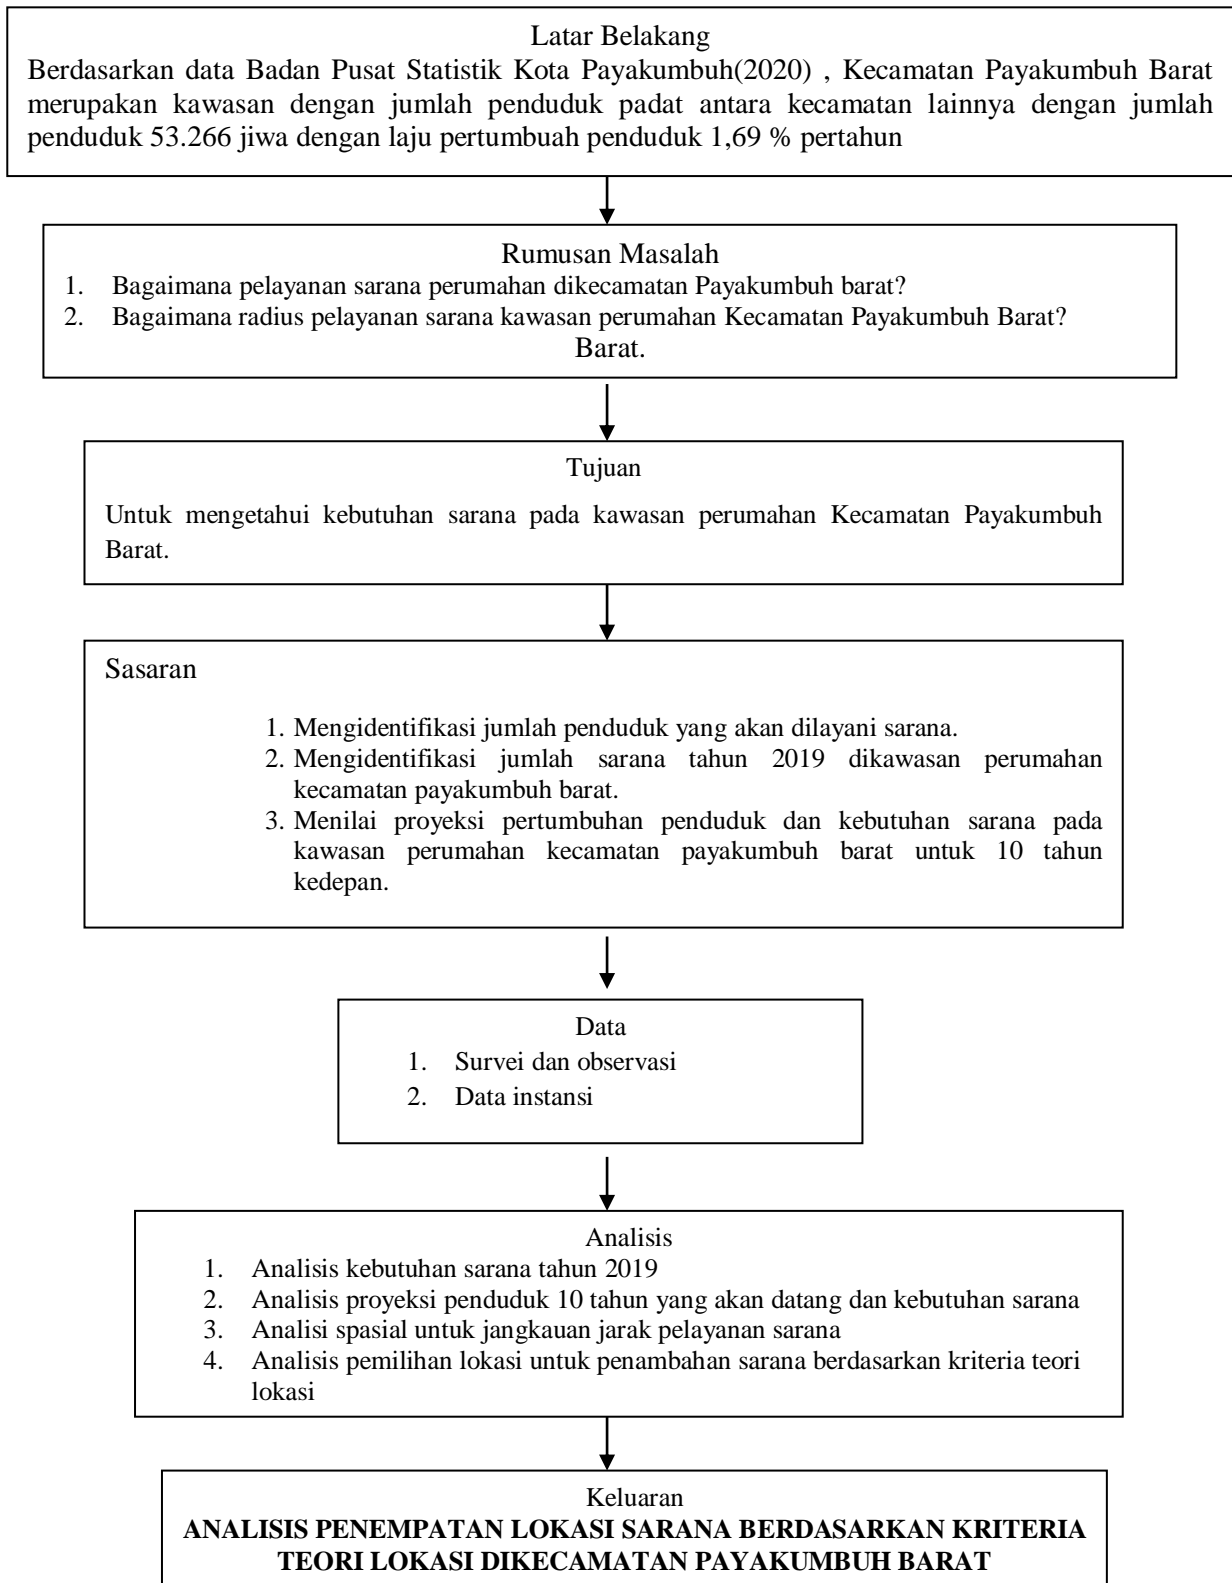 Latar Belakang
Berdasarkan data Badan Pusat Statistik Kota Payakumbuh(2020) , Kecamatan Payakumbuh Barat
merupakan kawasan dengan jumlah penduduk padat antara kecamatan lainnya dengan jumlah
penduduk 53.266 jiwa dengan laju pertumbuah penduduk 1,69 % pertahun
Rumusan Masalah
1. Bagaimana pelayanan sarana perumahan dikecamatan Payakumbuh barat?
2. Bagaimana radius pelayanan sarana kawasan perumahan Kecamatan Payakumbuh Barat?
Barat.
Tujuan
Untuk mengetahui kebutuhan sarana pada kawasan perumahan Kecamatan Payakumbuh
Barat.
Sasaran
1. Mengidentifikasi jumlah penduduk yang akan dilayani sarana.
2. Mengidentifikasi jumlah sarana tahun 2019 dikawasan perumahan
kecamatan payakumbuh barat.
3. Menilai proyeksi pertumbuhan penduduk dan kebutuhan sarana pada
kawasan perumahan kecamatan payakumbuh barat untuk 10 tahun
kedepan.
Data
1. Survei dan observasi
2. Data instansi
Analisis
1. Analisis kebutuhan sarana tahun 2019
2. Analisis proyeksi penduduk 10 tahun yang akan datang dan kebutuhan sarana
3. Analisi spasial untuk jangkauan jarak pelayanan sarana
4. Analisis pemilihan lokasi untuk penambahan sarana berdasarkan kriteria teori
lokasi
Keluaran
ANALISIS PENEMPATAN LOKASI SARANA BERDASARKAN KRITERIA
TEORI LOKASI DIKECAMATAN PAYAKUMBUH BARAT